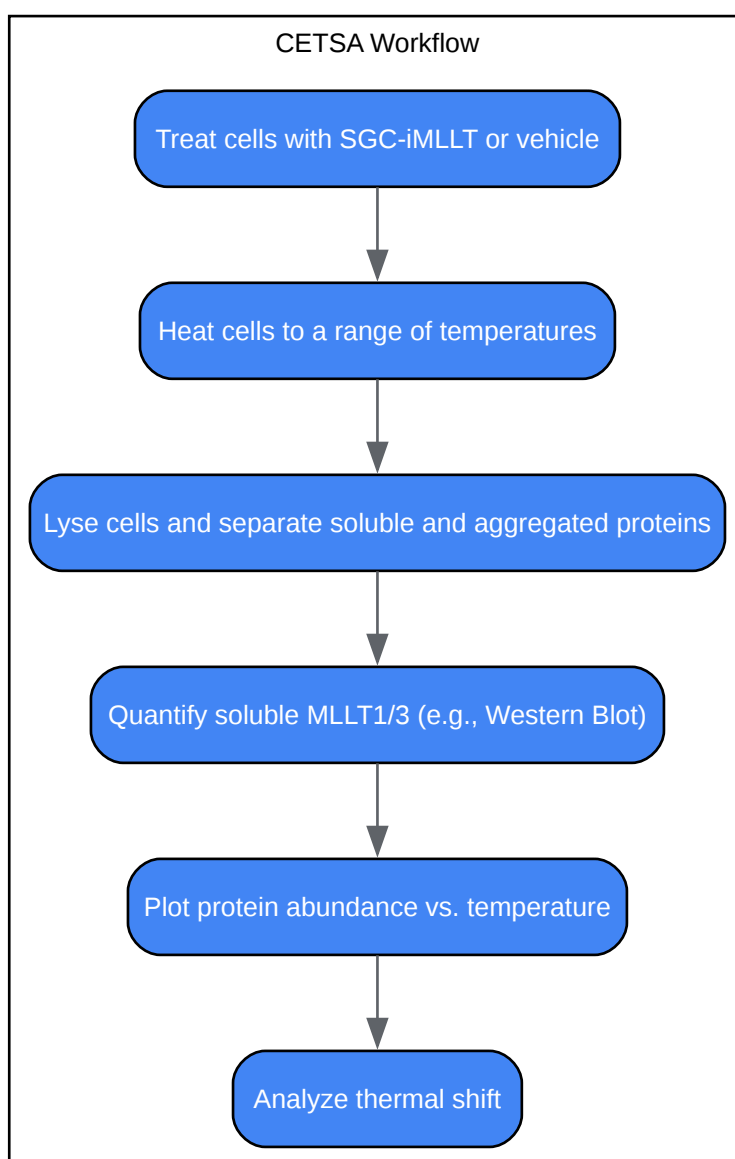 CETSA Workflow
Treat cells with SGC-iMLLT or vehicle
Heat cells to a range of temperatures
Lyse cells and separate soluble and aggregated proteins
Quantify soluble MLLT1/3 (e.g., Western Blot)
Plot protein abundance vs. temperature
Analyze thermal shift